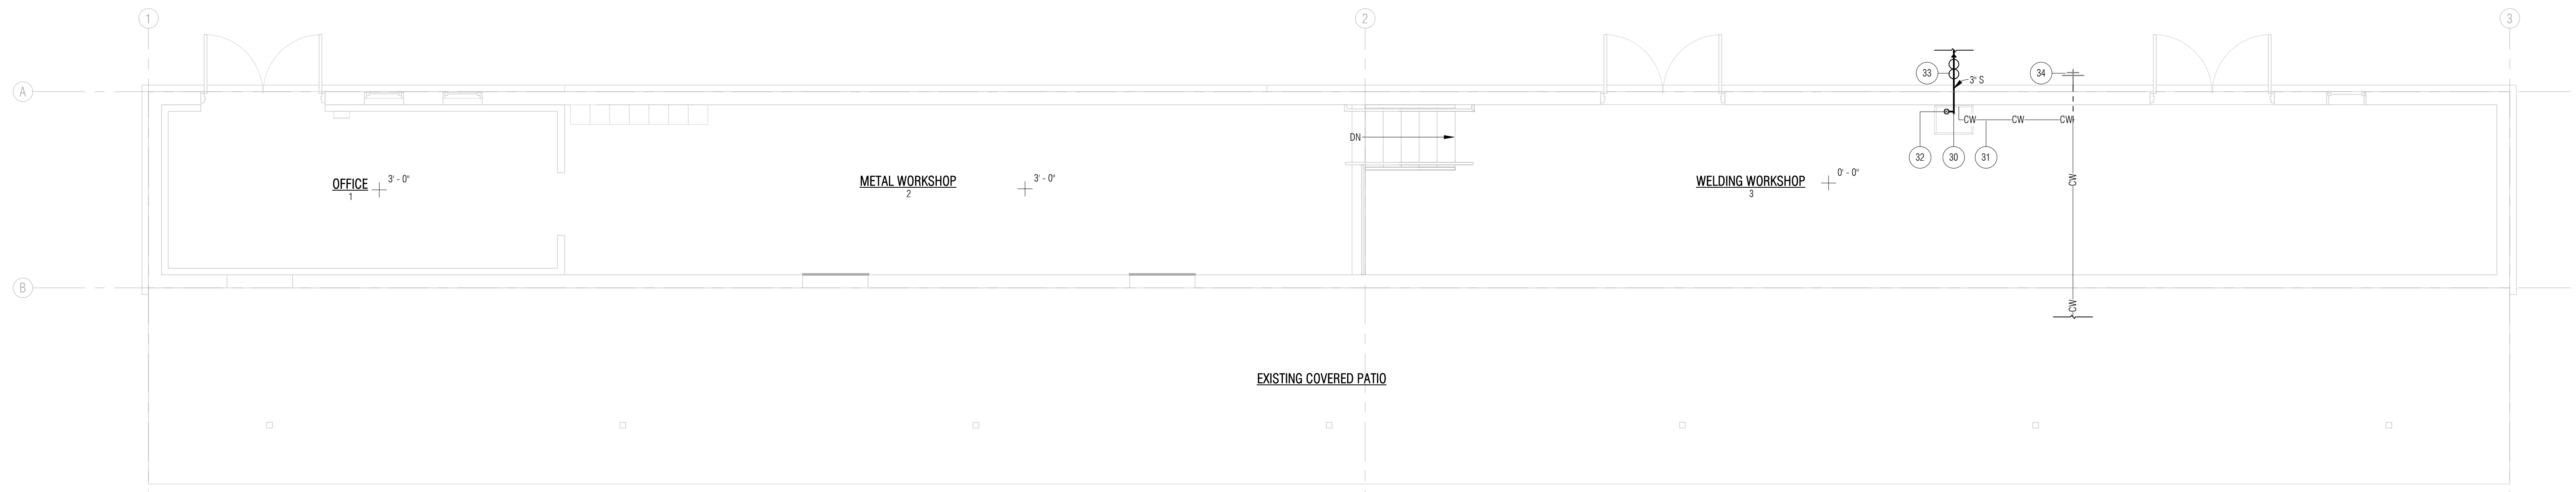 1
2
3
A
33
3" S
34
CW
CW
CW
DN
32
30
31
OFFICE
1
3' - 0"
METAL WORKSHOP
2
3' - 0"
WELDING WORKSHOP
3
0' - 0"
CW
B
CW
EXISTING COVERED PATIO